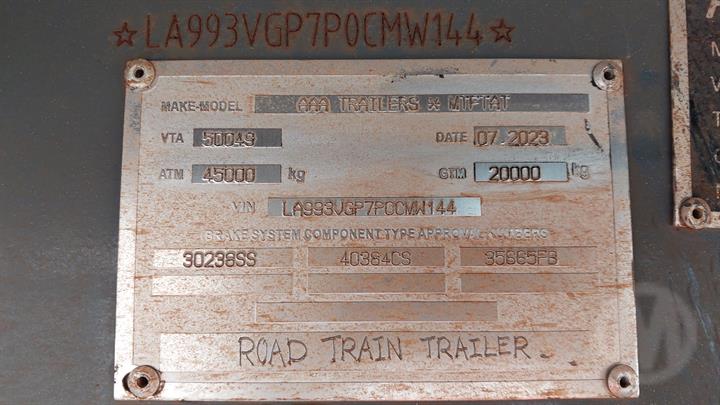 ☆LA993VGP7P0CMW144☆
MAKE-MODEL AAA TRAILERS * MTPTAT
VTA 50049 DATE 07.2023
ATM 45000 kg GTM 20000 kg
VIN LA993VGP7P0CMW144
BRAKE SYSTEM COMPONENT TYPE APPROVAL NUMBERS
30238SS 40384CS 35665FB
ROAD TRAIN TRAILER